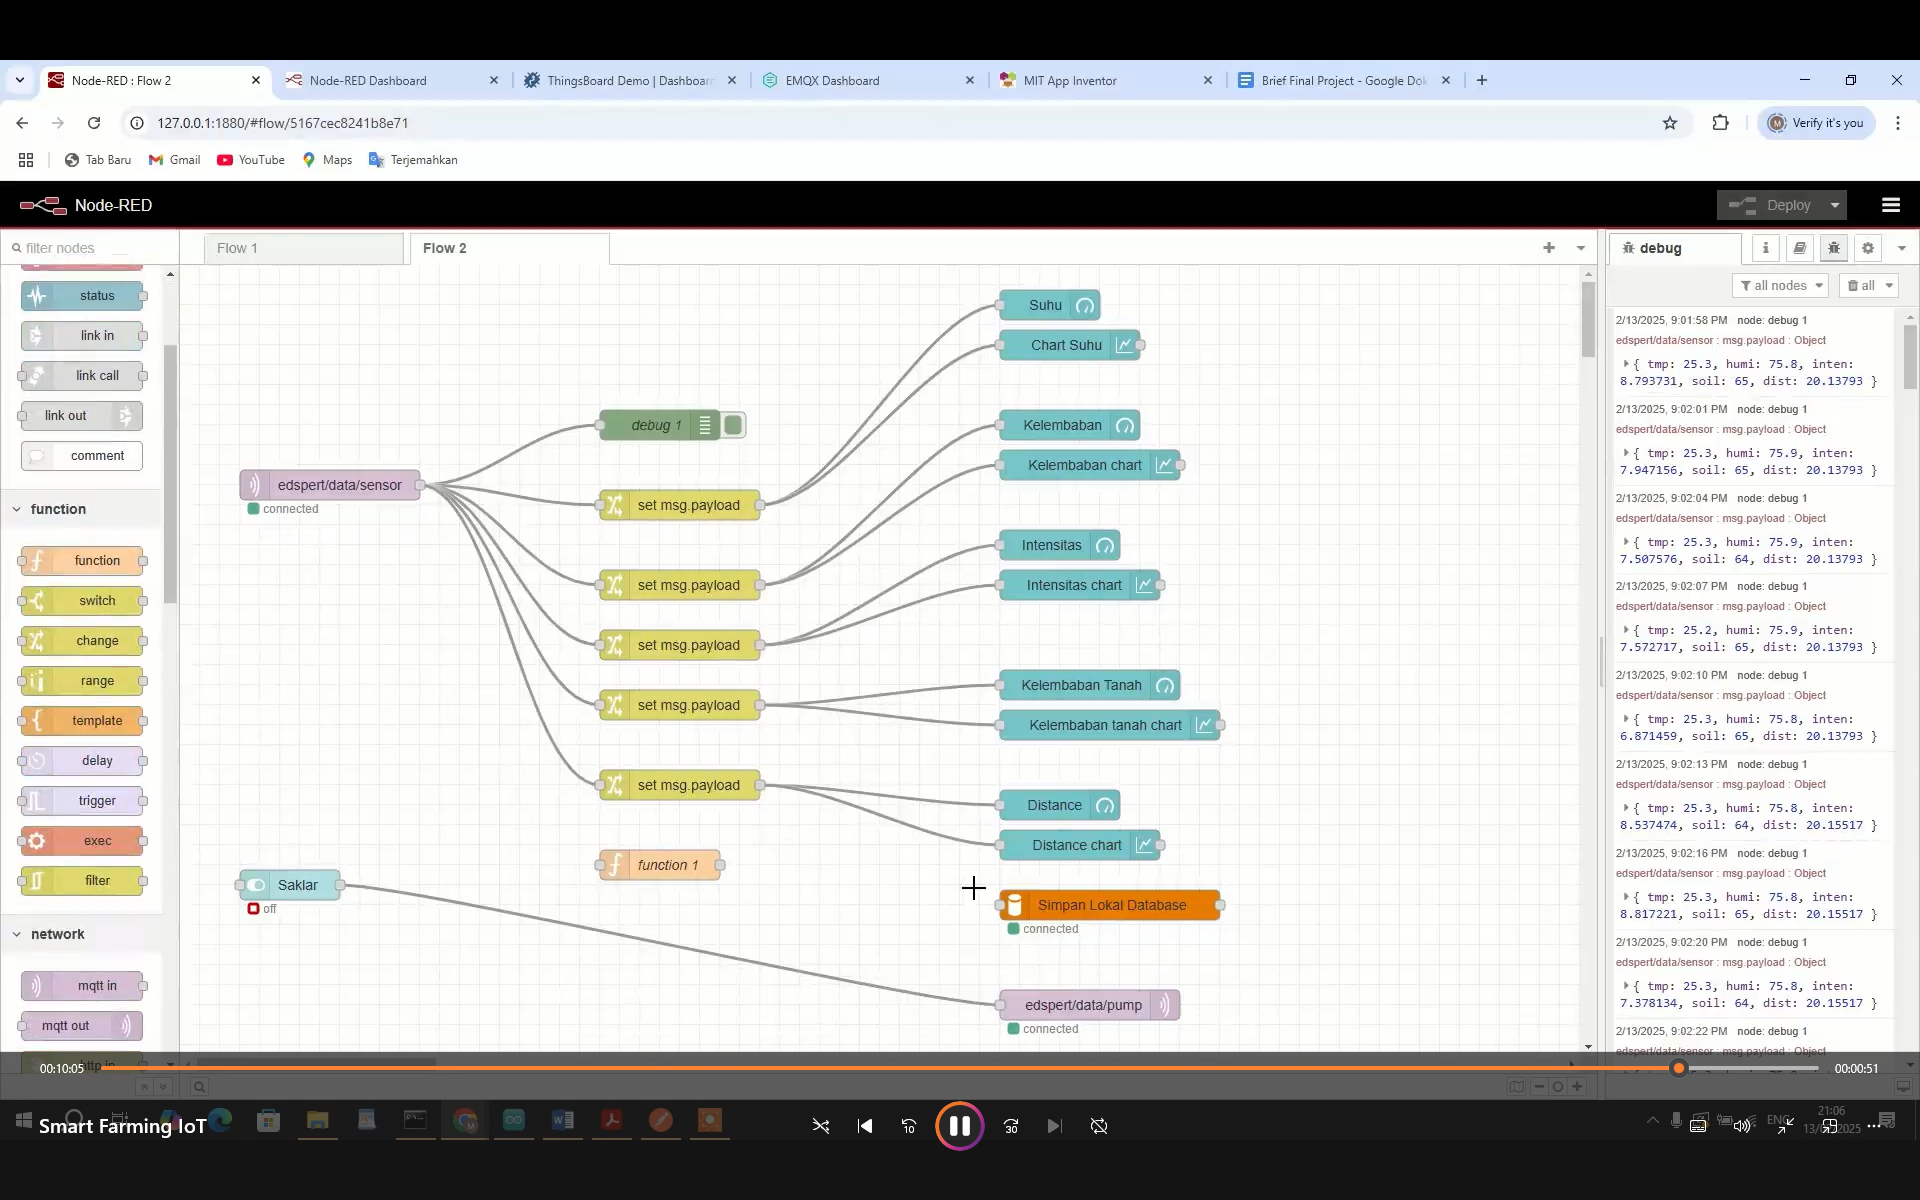 Node-RED : Flow 2
Node-RED Dashboard
ThingsBoard Demo | Dashboar
EMQX Dashboard
MIT App Inventor
Brief Final Project - Google Dok
127.0.0.1:1880/#flow/5167cec8241b8e71
Verify it's you
Tab Baru
Gmail
YouTube
Maps
Terjemahkan
Node-RED
Deploy
filter nodes
Flow 1
Flow 2
debug
all nodes
all
status
link in
link call
link out
comment
function
function
switch
change
range
template
delay
trigger
exec
filter
network
mqtt in
mqtt out
http in
edspert/data/sensor
connected
Saklar
off
debug 1
set msg.payload
set msg.payload
set msg.payload
set msg.payload
set msg.payload
function 1
Suhu
Chart Suhu
Kelembaban
Kelembaban chart
Intensitas
Intensitas chart
Kelembaban Tanah
Kelembaban tanah chart
Distance
Distance chart
Simpan Lokal Database
connected
edspert/data/pump
connected
2/13/2025, 9:01:58 PM node: debug 1
edspert/data/sensor : msg.payload : Object
{ tmp: 25.3, humi: 75.8, inten:
8.793731, soil: 65, dist: 20.13793 }
2/13/2025, 9:02:01 PM node: debug 1
edspert/data/sensor : msg.payload : Object
{ tmp: 25.3, humi: 75.9, inten:
7.947156, soil: 65, dist: 20.13793 }
2/13/2025, 9:02:04 PM node: debug 1
edspert/data/sensor : msg.payload : Object
{ tmp: 25.3, humi: 75.9, inten:
7.507576, soil: 64, dist: 20.13793 }
2/13/2025, 9:02:07 PM node: debug 1
edspert/data/sensor : msg.payload : Object
{ tmp: 25.2, humi: 75.9, inten:
7.572717, soil: 65, dist: 20.13793 }
2/13/2025, 9:02:10 PM node: debug 1
edspert/data/sensor : msg.payload : Object
{ tmp: 25.3, humi: 75.8, inten:
6.871459, soil: 65, dist: 20.13793 }
2/13/2025, 9:02:13 PM node: debug 1
edspert/data/sensor : msg.payload : Object
{ tmp: 25.3, humi: 75.8, inten:
8.537474, soil: 64, dist: 20.15517 }
2/13/2025, 9:02:16 PM node: debug 1
edspert/data/sensor : msg.payload : Object
{ tmp: 25.3, humi: 75.8, inten:
8.817221, soil: 65, dist: 20.15517 }
2/13/2025, 9:02:20 PM node: debug 1
edspert/data/sensor : msg.payload : Object
{ tmp: 25.3, humi: 75.8, inten:
7.378134, soil: 64, dist: 20.15517 }
2/13/2025, 9:02:22 PM node: debug 1
edspert/data/sensor : msg.payload : Object
00:10:05
00:00:51
Smart Farming IoT
10
30
ENG
21:06